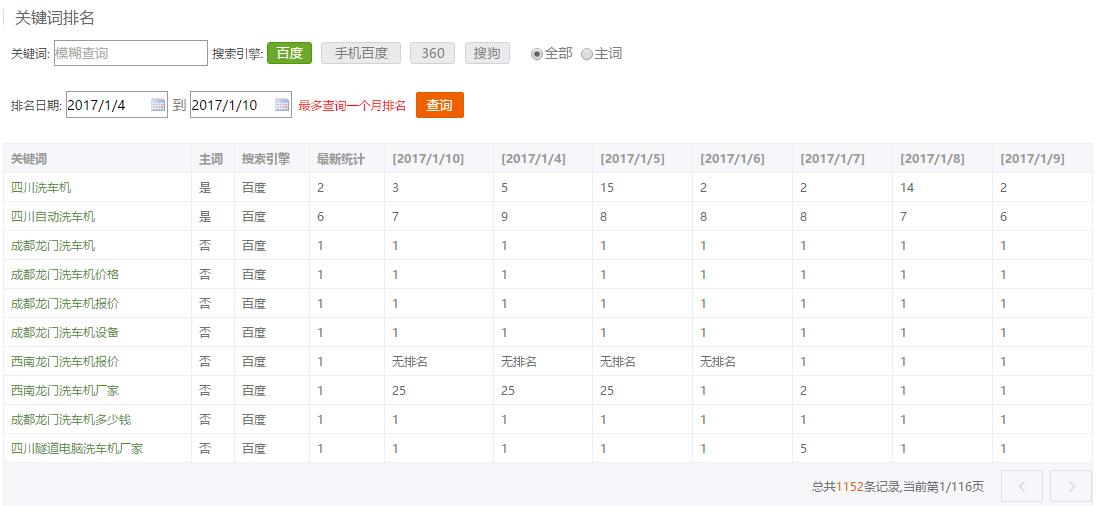 关键词排名
关键词: 模糊查询 搜索引擎: 百度 手机百度 360 搜狗 全部 主词
排名日期: 2017/1/4 到 2017/1/10 最多查询一个月排名 查询
关键词 主词 搜索引擎 最新统计 [2017/1/10] [2017/1/4] [2017/1/5] [2017/1/6] [2017/1/7] [2017/1/8] [2017/1/9]
四川洗车机 是 百度 2 3 5 15 2 2 14 2
四川自动洗车机 是 百度 6 7 9 8 8 8 7 6
成都龙门洗车机 否 百度 1 1 1 1 1 1 1 1
成都龙门洗车机价格 否 百度 1 1 1 1 1 1 1 1
成都龙门洗车机报价 否 百度 1 1 1 1 1 1 1 1
成都龙门洗车机设备 否 百度 1 1 1 1 1 1 1 1
西南龙门洗车机报价 否 百度 1 无排名 无排名 无排名 无排名 1 1 1
西南龙门洗车机厂家 否 百度 1 25 25 25 1 2 1 1
成都龙门洗车机多少钱 否 百度 1 1 1 1 1 1 1 1
四川隧道电脑洗车机厂家 否 百度 1 1 1 1 1 5 1 1
总共1152条记录,当前第1/116页